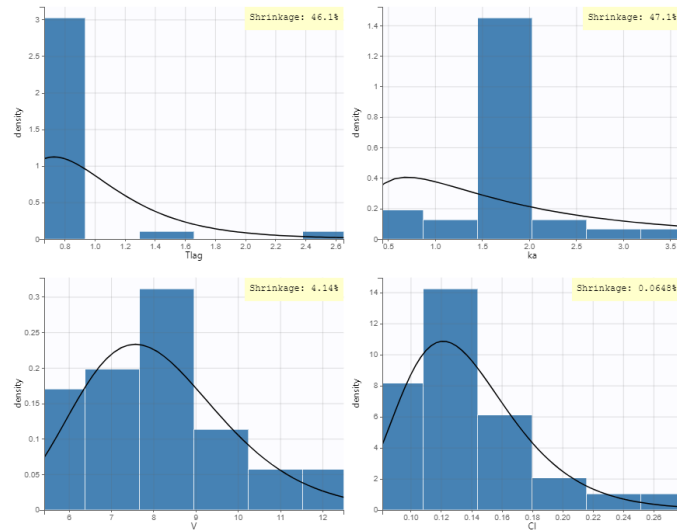 Shrinkage: 46.1%
density
3
2.5
2
1.5
1
0.5
0
0.8 1.0 1.2 1.4 1.6 1.8 2.0 2.2 2.4 2.6
Tlag
Shrinkage: 47.1%
density
1.4
1.2
1
0.8
0.6
0.4
0.2
0
0.5 1.0 1.5 2.0 2.5 3.0 3.5
ka
Shrinkage: 4.14%
density
0.3
0.25
0.2
0.15
0.1
0.05
0
6 7 8 9 10 11 12
V
Shrinkage: 0.0648%
density
14
12
10
8
6
4
2
0
0.10 0.12 0.14 0.16 0.18 0.20 0.22 0.24 0.26
Cl